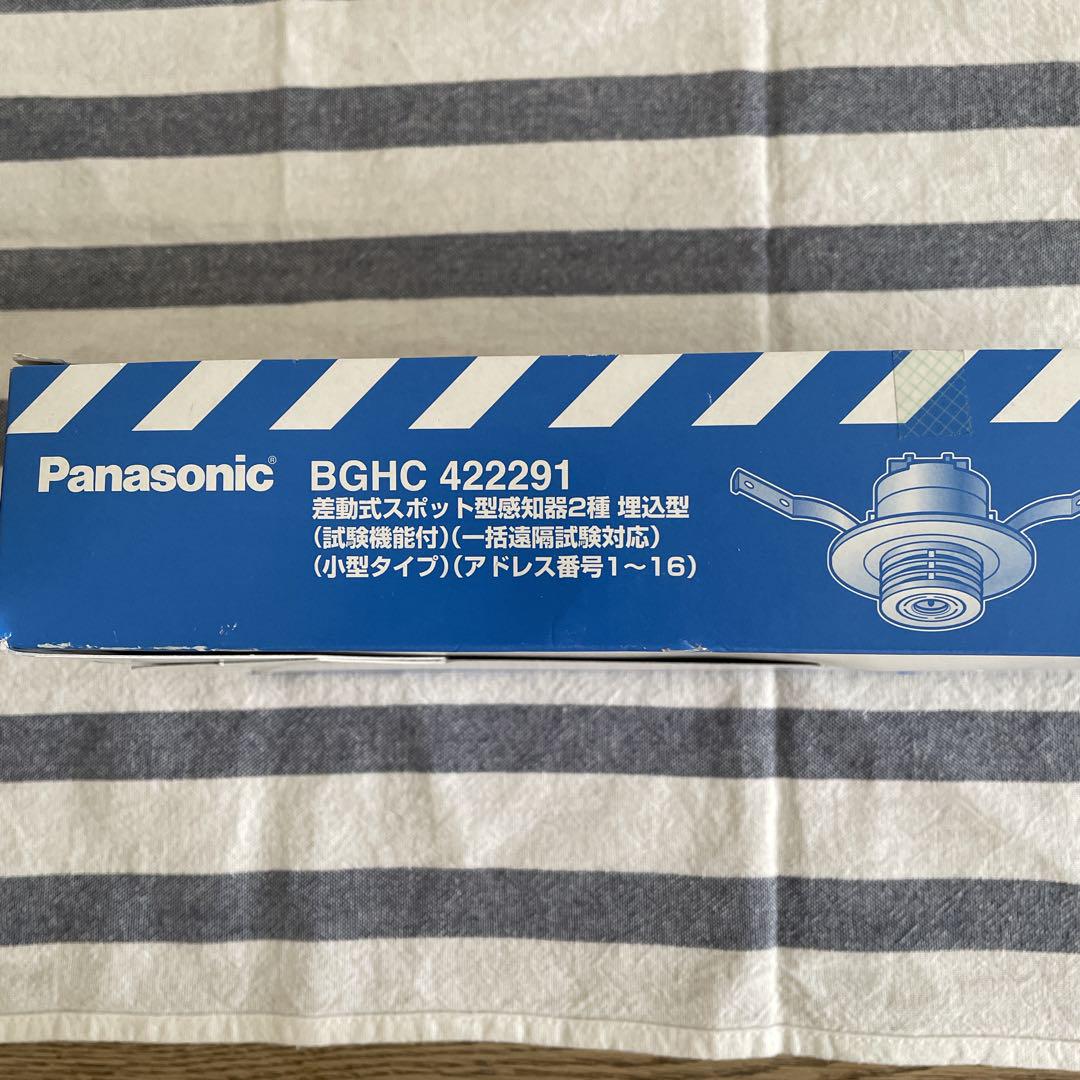 Panasonic®
BGHC 422291
差動式スポット型感知器2種 埋込型
(試験機能付)(一括遠隔試験対応)
(小型タイプ)(アドレス番号1〜16)